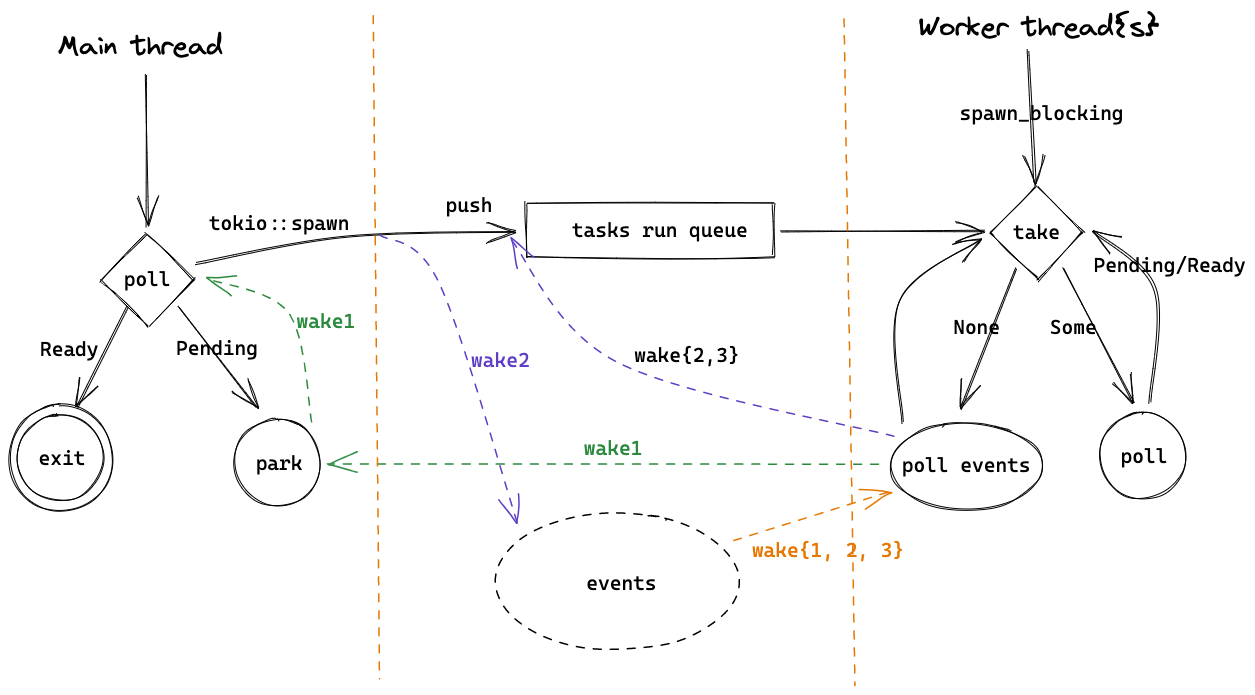 Main thread
Worker thread{s}
spawn_blocking
push
tokio::spawn
tasks run queue
take
poll
Pending/Ready
wake1
None
Some
Ready
Pending
wake2
wake{2,3}
exit
park
wake1
poll events
poll
wake{1, 2, 3}
events